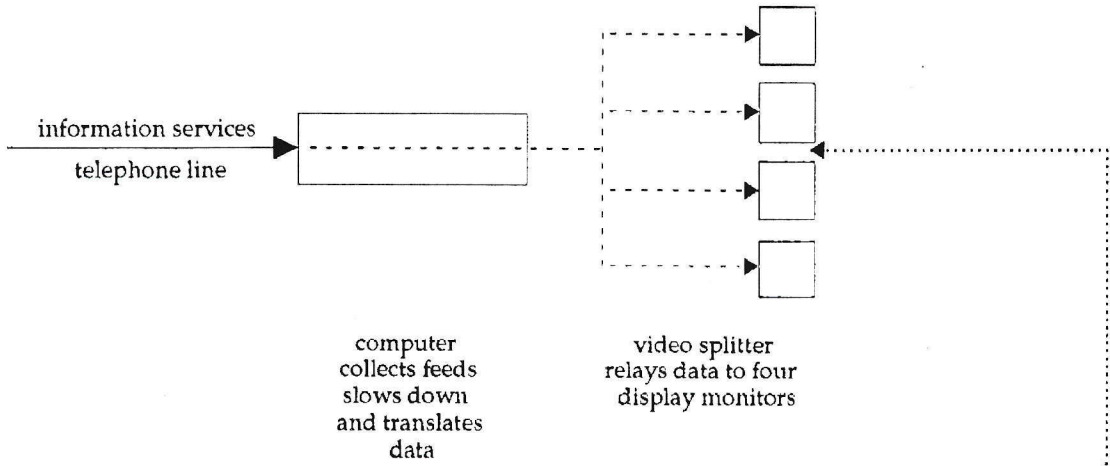 information services
telephone line
computer
collects feeds
slows down
and translates
data
video splitter
relays data to four
display monitors